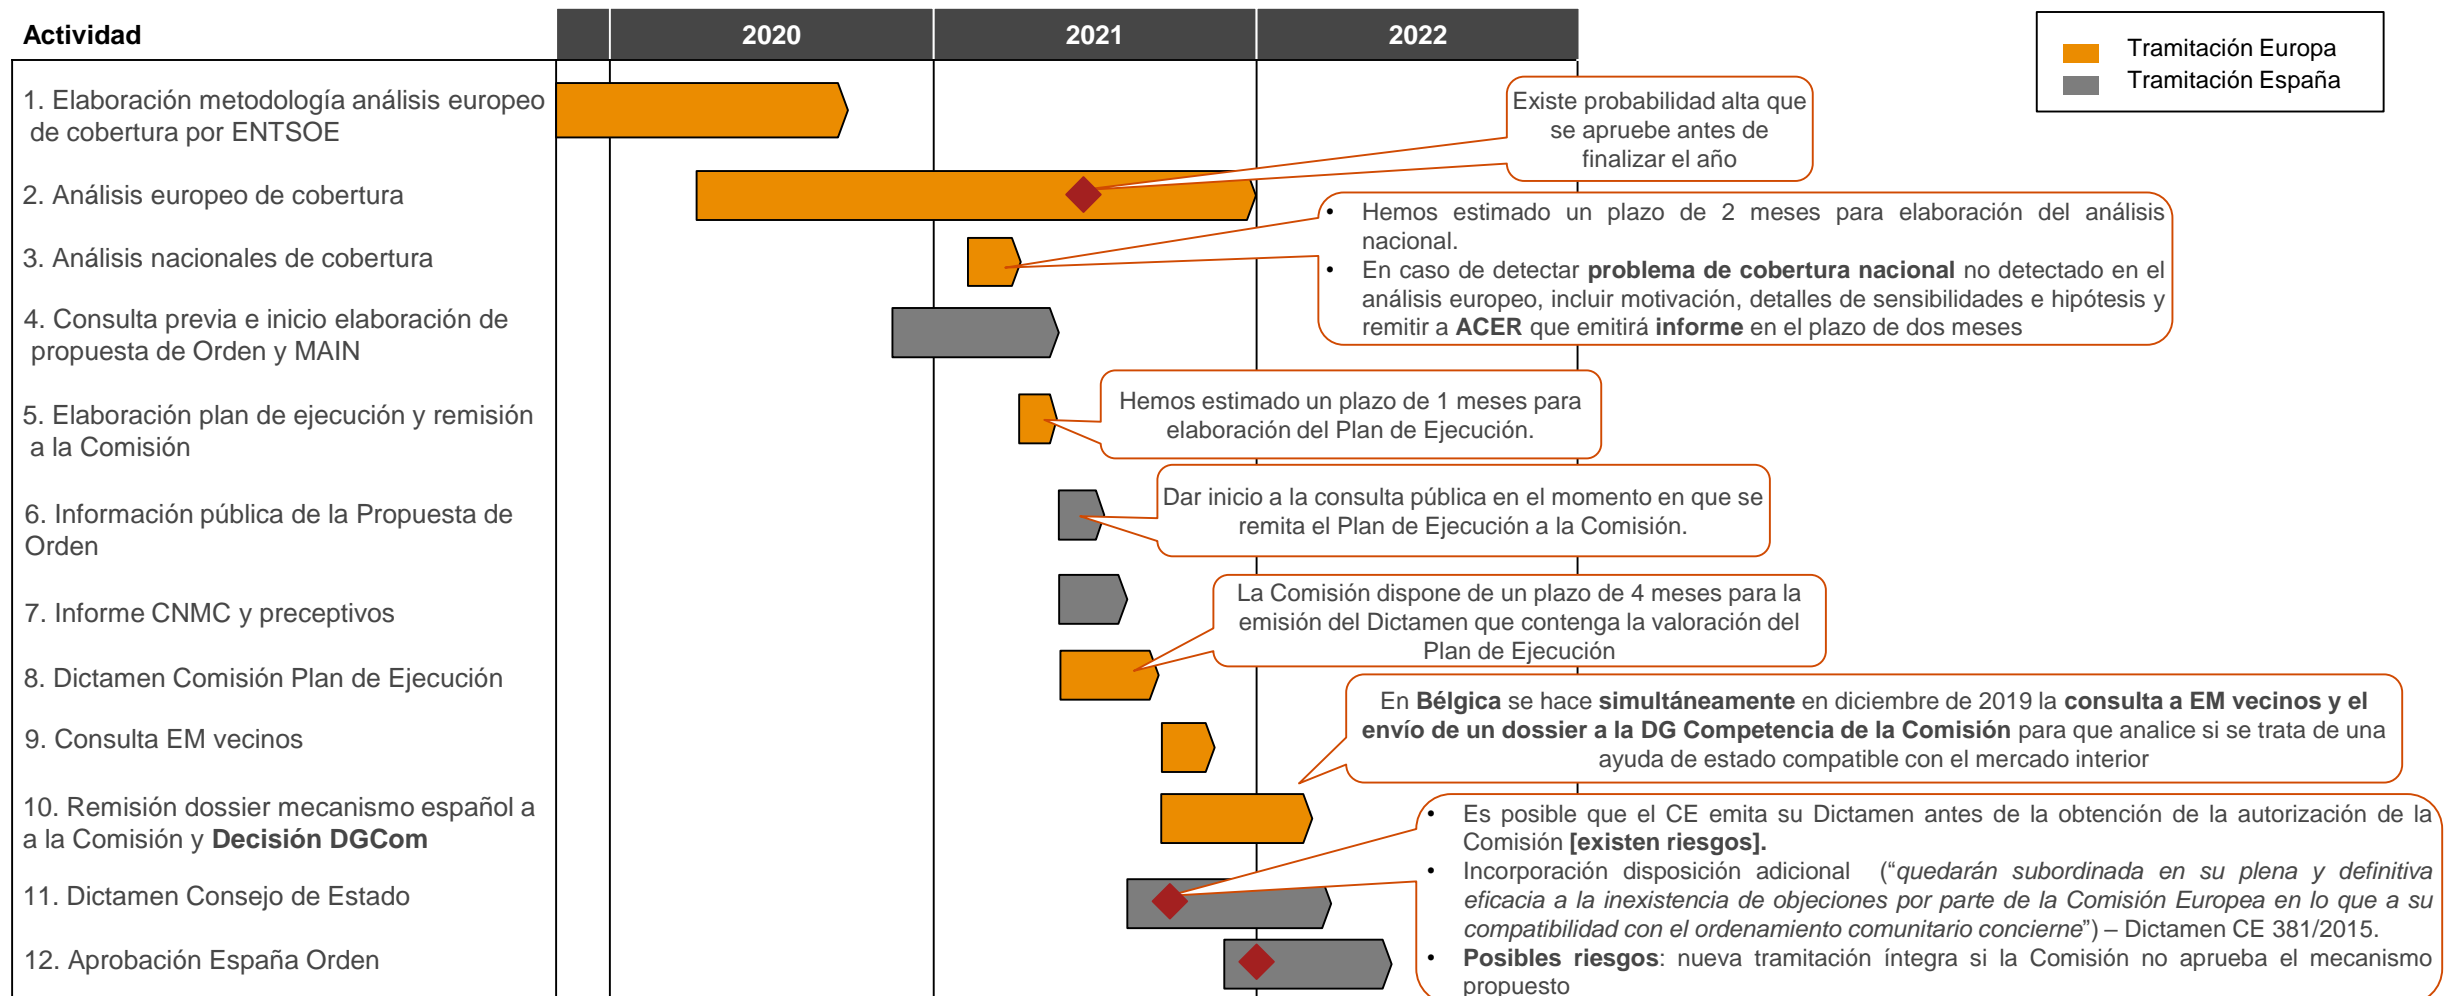 Actividad
2020
2021
2022
Tramitación Europa
Tramitación España
1. Elaboración metodología análisis europeo
de cobertura por ENTSOE
Existe probabilidad alta que
se apruebe antes de
finalizar el año
2. Análisis europeo de cobertura
• Hemos estimado un plazo de 2 meses para elaboración del análisis
nacional.
• En caso de detectar problema de cobertura nacional no detectado en el
análisis europeo, incluir motivación, detalles de sensibilidades e hipótesis y
remitir a ACER que emitirá informe en el plazo de dos meses
3. Análisis nacionales de cobertura
4. Consulta previa e inicio elaboración de
propuesta de Orden y MAIN
5. Elaboración plan de ejecución y remisión
a la Comisión
Hemos estimado un plazo de 1 meses para
elaboración del Plan de Ejecución.
6. Información pública de la Propuesta de
Orden
Dar inicio a la consulta pública en el momento en que se
remita el Plan de Ejecución a la Comisión.
7. Informe CNMC y preceptivos
La Comisión dispone de un plazo de 4 meses para la
emisión del Dictamen que contenga la valoración del
Plan de Ejecución
8. Dictamen Comisión Plan de Ejecución
9. Consulta EM vecinos
En Bélgica se hace simultáneamente en diciembre de 2019 la consulta a EM vecinos y el
envío de un dossier a la DG Competencia de la Comisión para que analice si se trata de una
ayuda de estado compatible con el mercado interior
10. Remisión dossier mecanismo español a
a la Comisión y Decisión DGCom
• Es posible que el CE emita su Dictamen antes de la obtención de la autorización de la
Comisión [existen riesgos].
• Incorporación disposición adicional (“quedarán subordinada en su plena y definitiva
eficacia a la inexistencia de objeciones por parte de la Comisión Europea en lo que a su
compatibilidad con el ordenamiento comunitario concierne”) – Dictamen CE 381/2015.
• Posibles riesgos: nueva tramitación íntegra si la Comisión no aprueba el mecanismo
propuesto
11. Dictamen Consejo de Estado
12. Aprobación España Orden